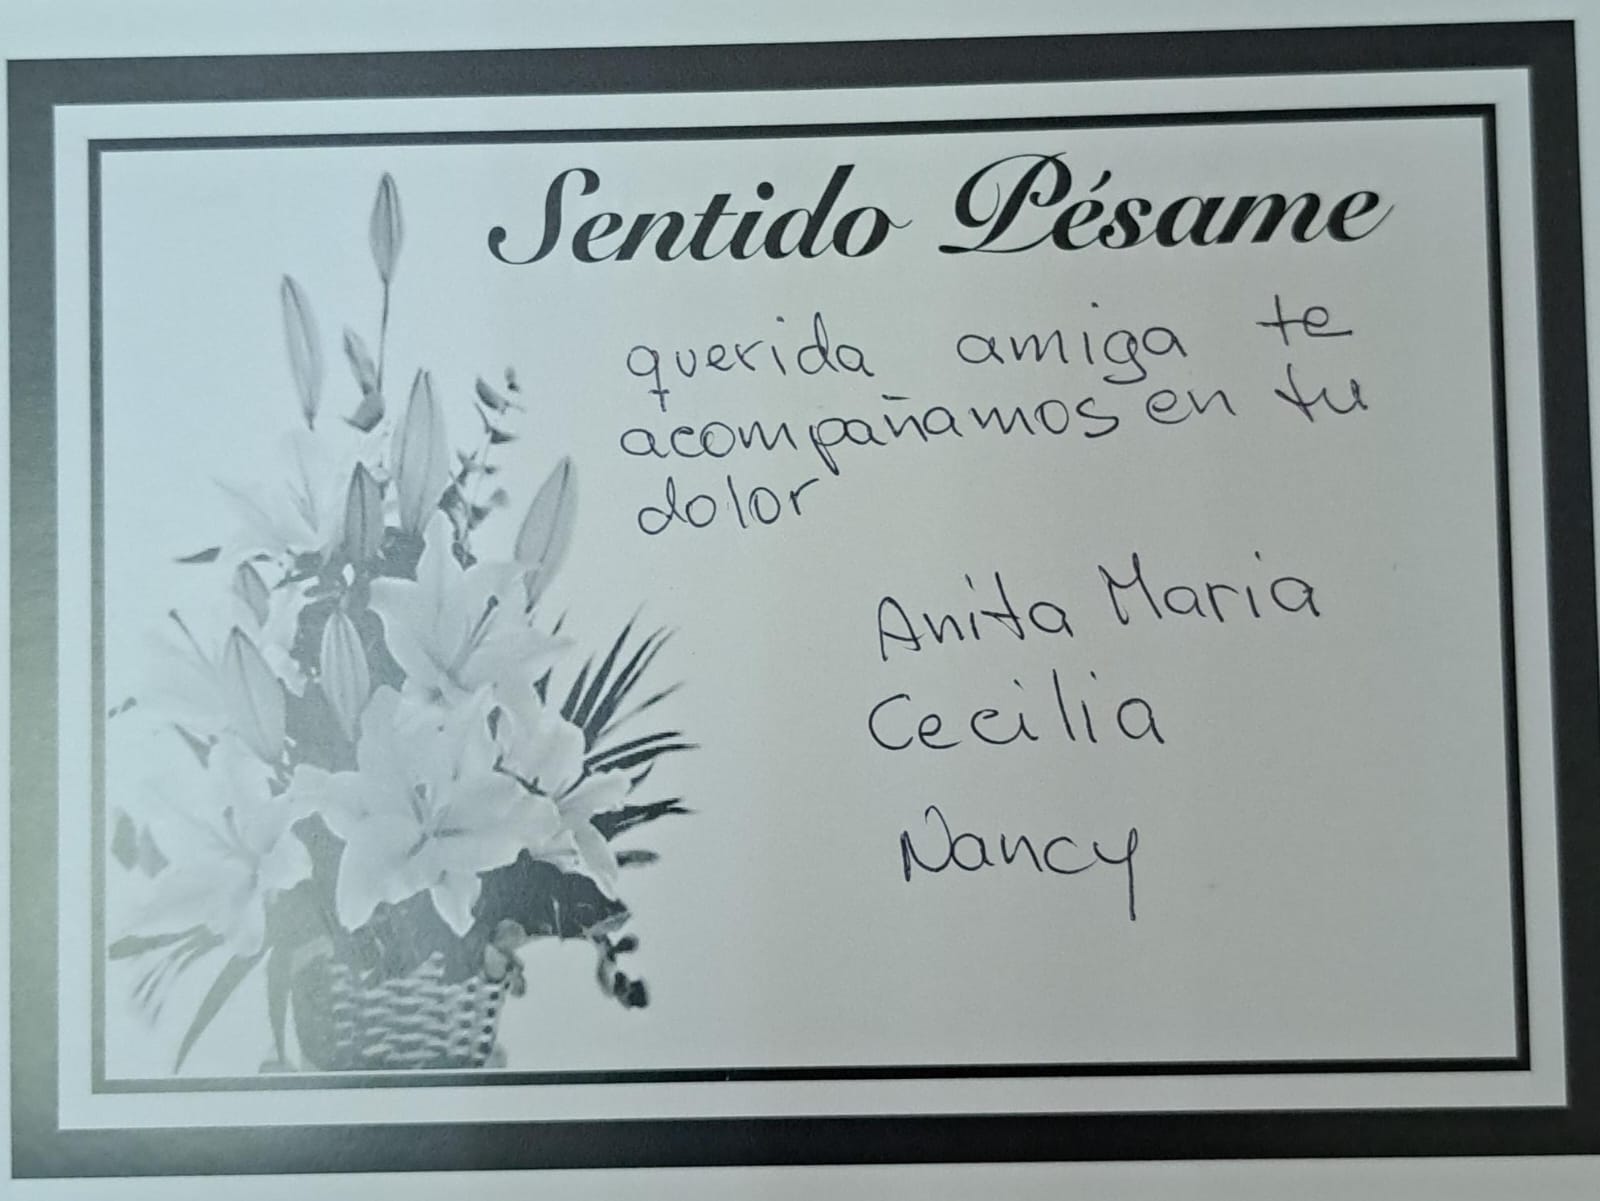 Sentido Pésame
querida amiga te
acompañamos en tu
dolor
Anita Maria
Cecilia
Nancy